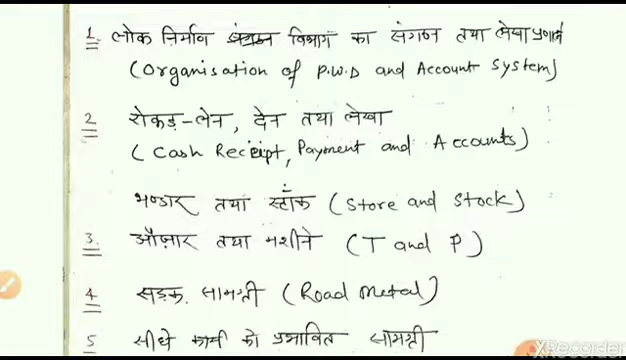 1. लोक निर्माण विभाग का संगठन तथा लेखा प्रणाली
(Organisation of P.W.D and Account System)
2 रोकड़-लेन, देन तथा लेखा
(Cash Receipt, Payment and Accounts)
भण्डार तथा स्टॉक (Store and Stock)
3. औज़ार तथा मशीने (T and P)
4 सड़क सामग्री (Road Metal)
5 सीधे कार्य को प्रभावित सामग्री
XRecorder